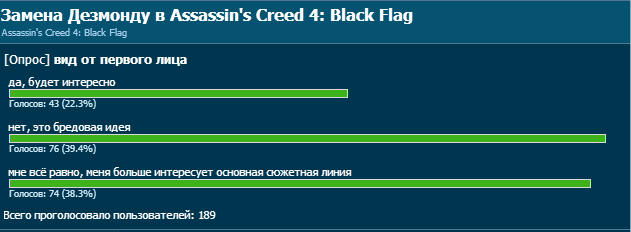 Замена Дезмонду в Assassin's Creed 4: Black Flag
Assassin's Creed 4: Black Flag
[Опрос] вид от первого лица
да, будет интересно
Голосов: 43 (22.3%)
нет, это бредовая идея
Голосов: 76 (39.4%)
мне всё равно, меня больше интересует основная сюжетная линия
Голосов: 74 (38.3%)
Всего проголосовало пользователей: 189